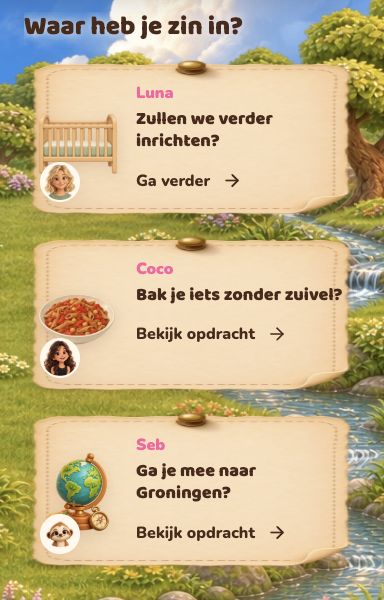 Waar heb je zin in?
Luna
Zullen we verder
inrichten?
Ga verder →
Coco
Bak je iets zonder zuivel?
Bekijk opdracht →
Seb
Ga je mee naar
Groningen?
Bekijk opdracht →